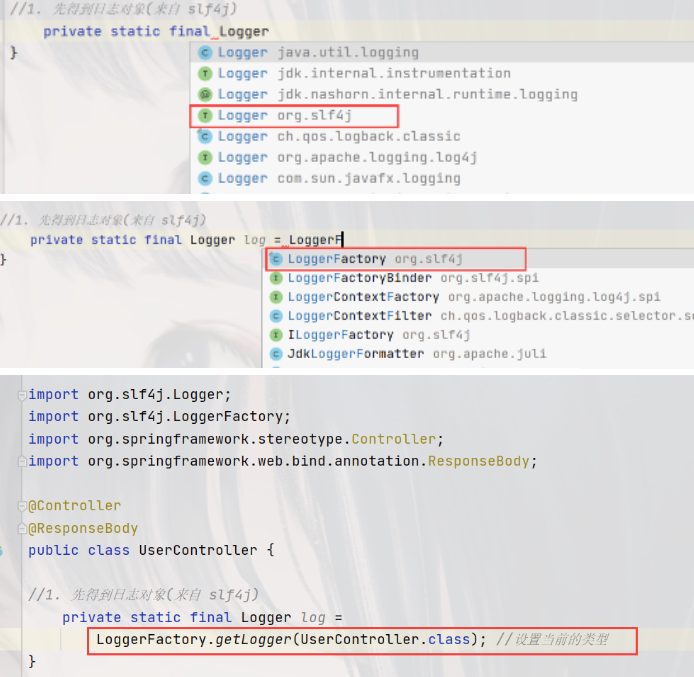 //1. 先得到日志对象(来自 slf4j)
private static final Logger
}
Logger java.util.logging
Logger jdk.internal.instrumentation
Logger jdk.nashorn.internal.runtime.logging
Logger org.slf4j
Logger ch.qos.logback.classic
Logger org.apache.logging.log4j
Logger com.sun.javafx.logging
//1. 先得到日志对象(来自 slf4j)
private static final Logger log = LoggerF
}
LoggerFactory org.slf4j
LoggerFactoryBinder org.slf4j.spi
LoggerContextFactory org.apache.logging.log4j.spi
LoggerContextFilter ch.qos.logback.classic.selector.se
ILoggerFactory org.slf4j
JdkLoggerFormatter org.apache.juli
import org.slf4j.Logger;
import org.slf4j.LoggerFactory;
import org.springframework.stereotype.Controller;
import org.springframework.web.bind.annotation.ResponseBody;
@Controller
@ResponseBody
public class UserController {
//1. 先得到日志对象(来自 slf4j)
private static final Logger log =
LoggerFactory.getLogger(UserController.class); //设置当前的类型
}